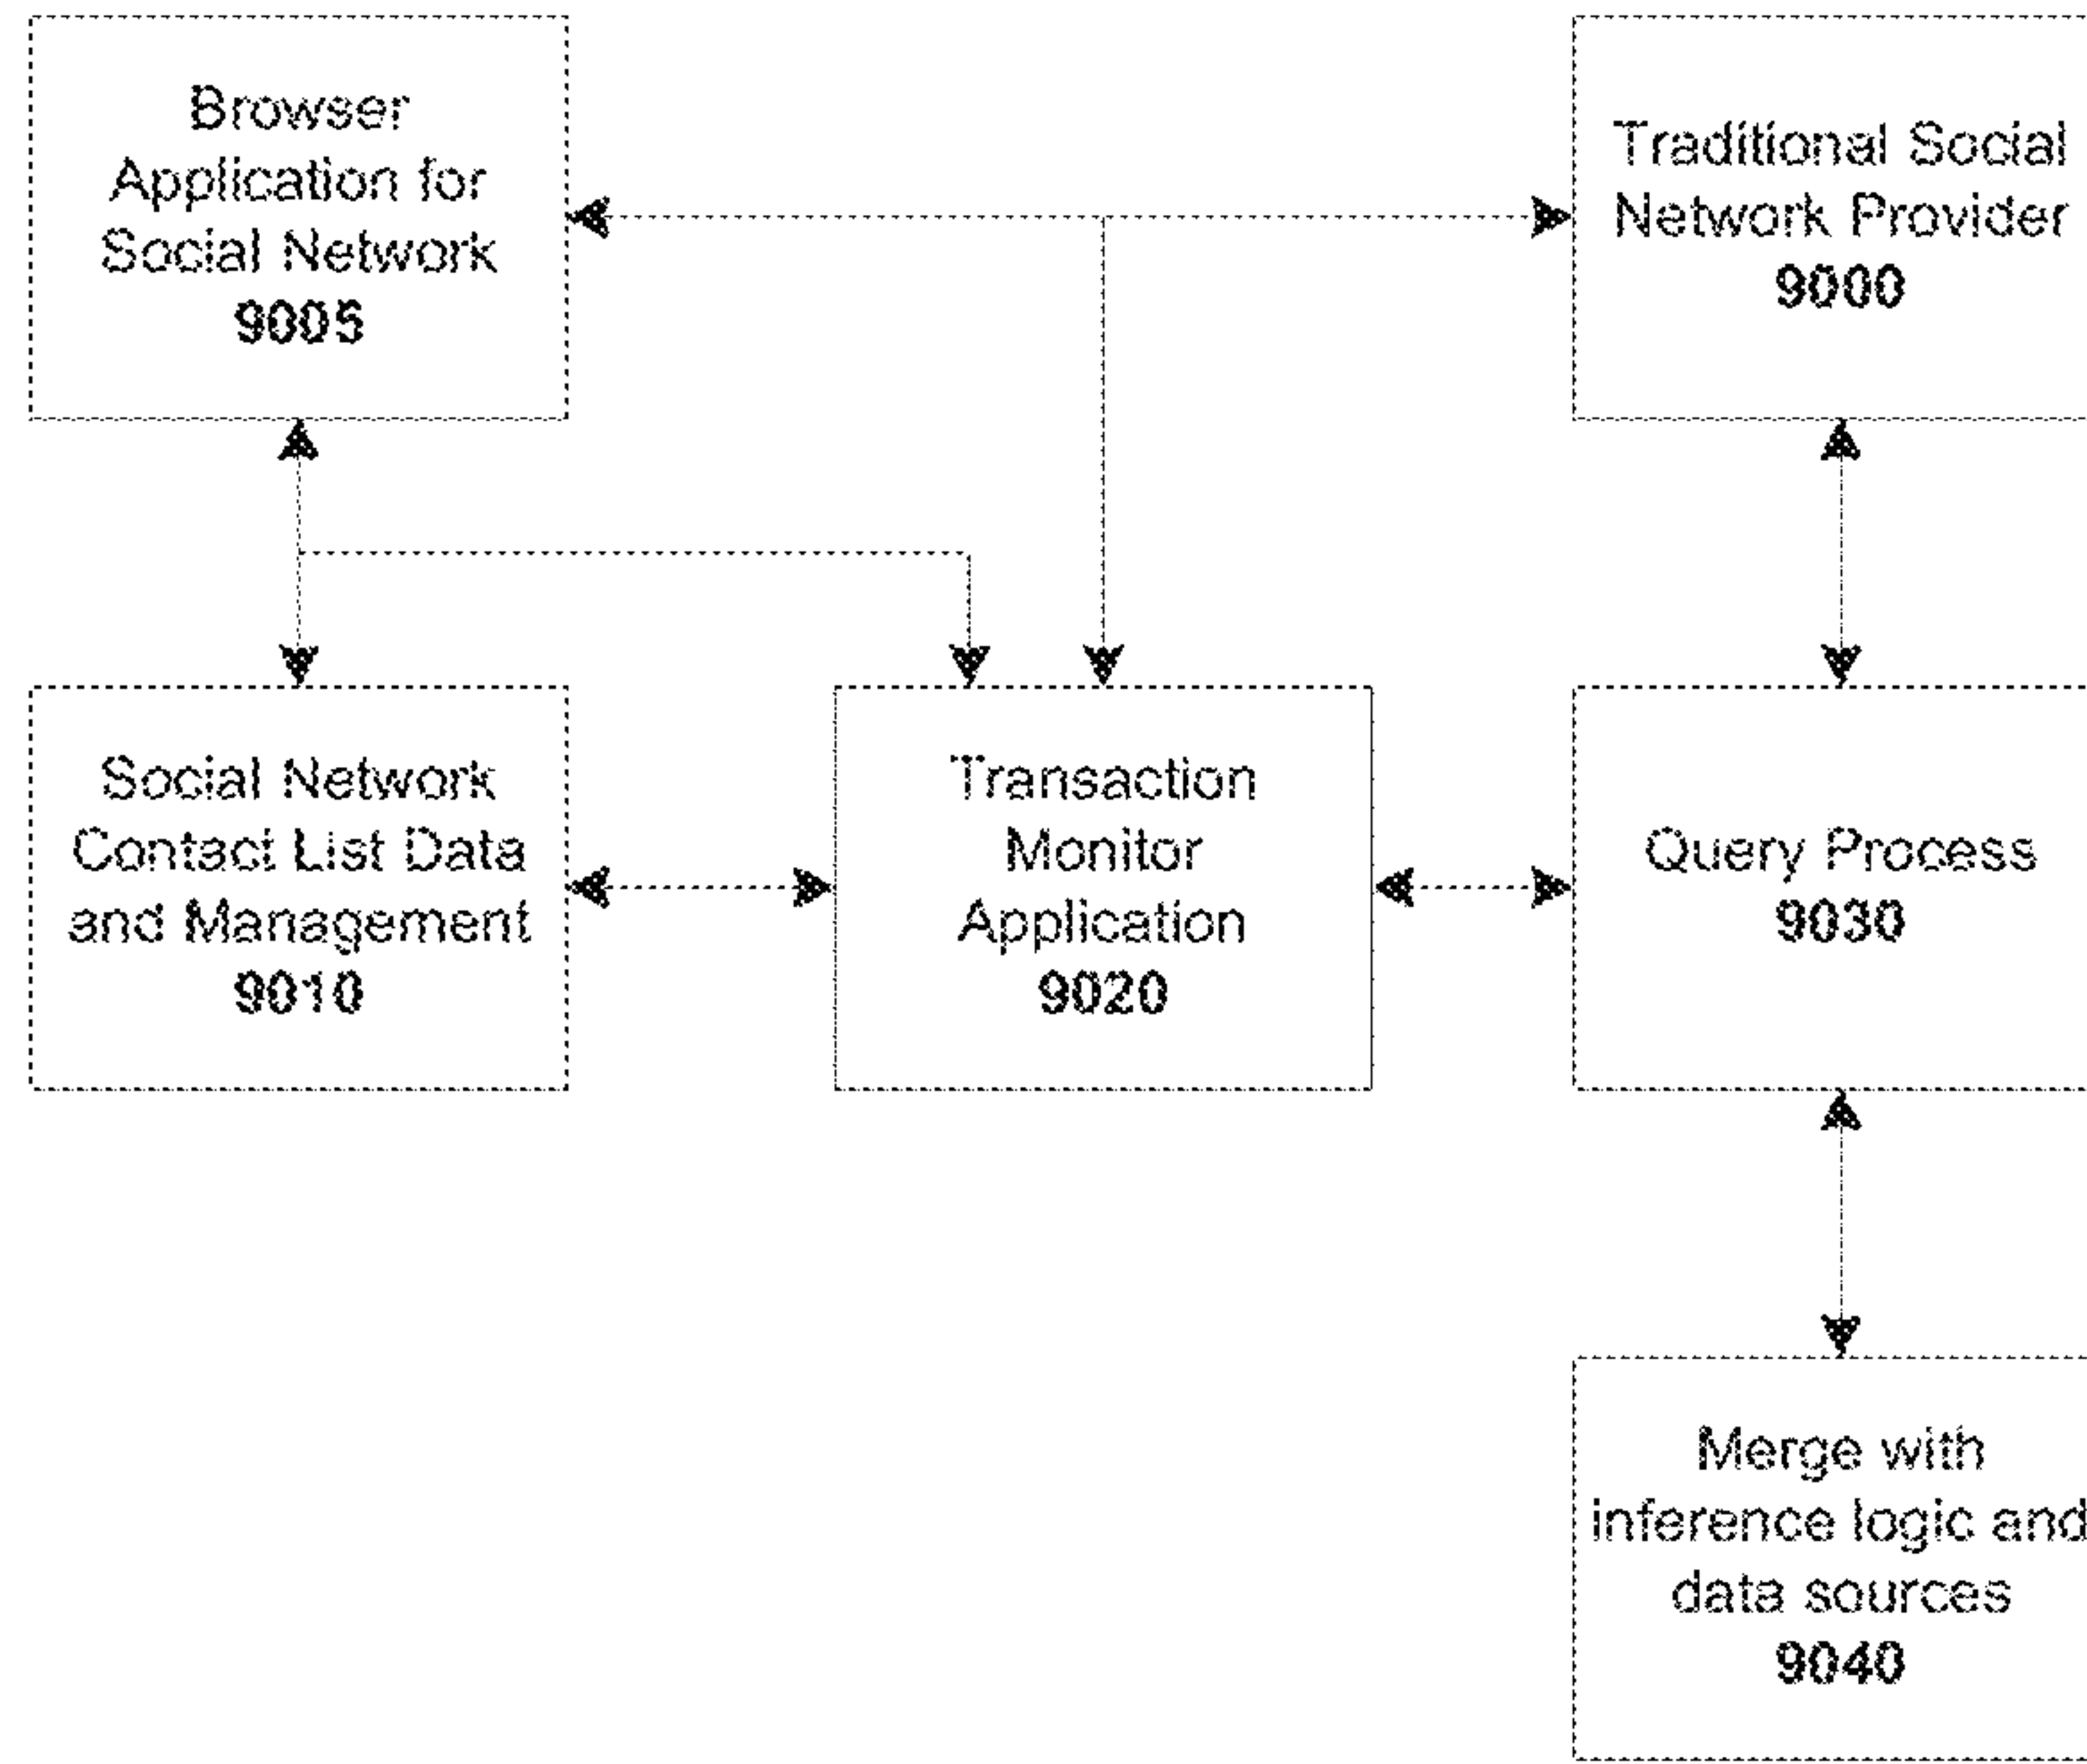 Browser
Application for
Social Network
9005
Traditional Social
Network Provider
9000
Social Network
Contact List Data
and Management
9010
Transaction
Monitor
Application
9020
Query Process
9030
Merge with
inference logic and
data sources
9040